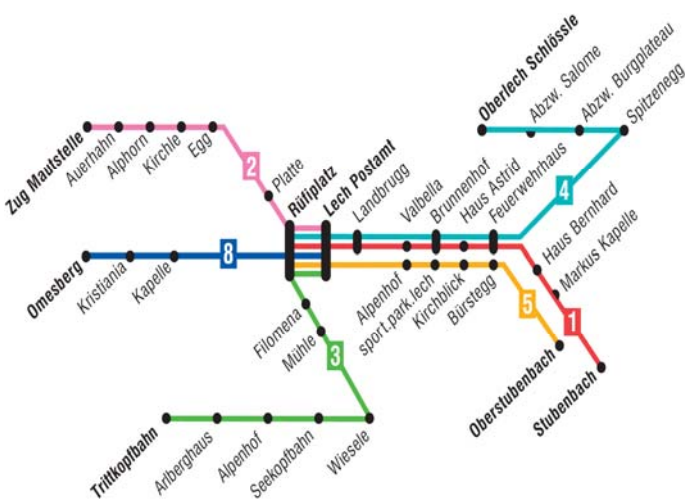 Zug Mautstelle
Auerhahn
Alphorn
Kirchle
Egg
2
Platte
Rüfiplatz
Lech Postamt
Landbrugg
Valbella
Brunnenhof
Haus Astrid
Feuerwehrhaus
Oberlech Schlössle
Abzw. Salome
Abzw. Burgplateau
Spitzenegg
4
Omesberg
Kristiania
Kapelle
8
Haus Bernhard
Markus Kapelle
1
Stubenbach
Alpenhof
sport.park.lech
Kirchblick
Bürstegg
5
Oberstubenbach
Filomena
Mühle
3
Trittkopfbahn
Arlberghaus
Alpenhof
Seekopfbahn
Wiesele